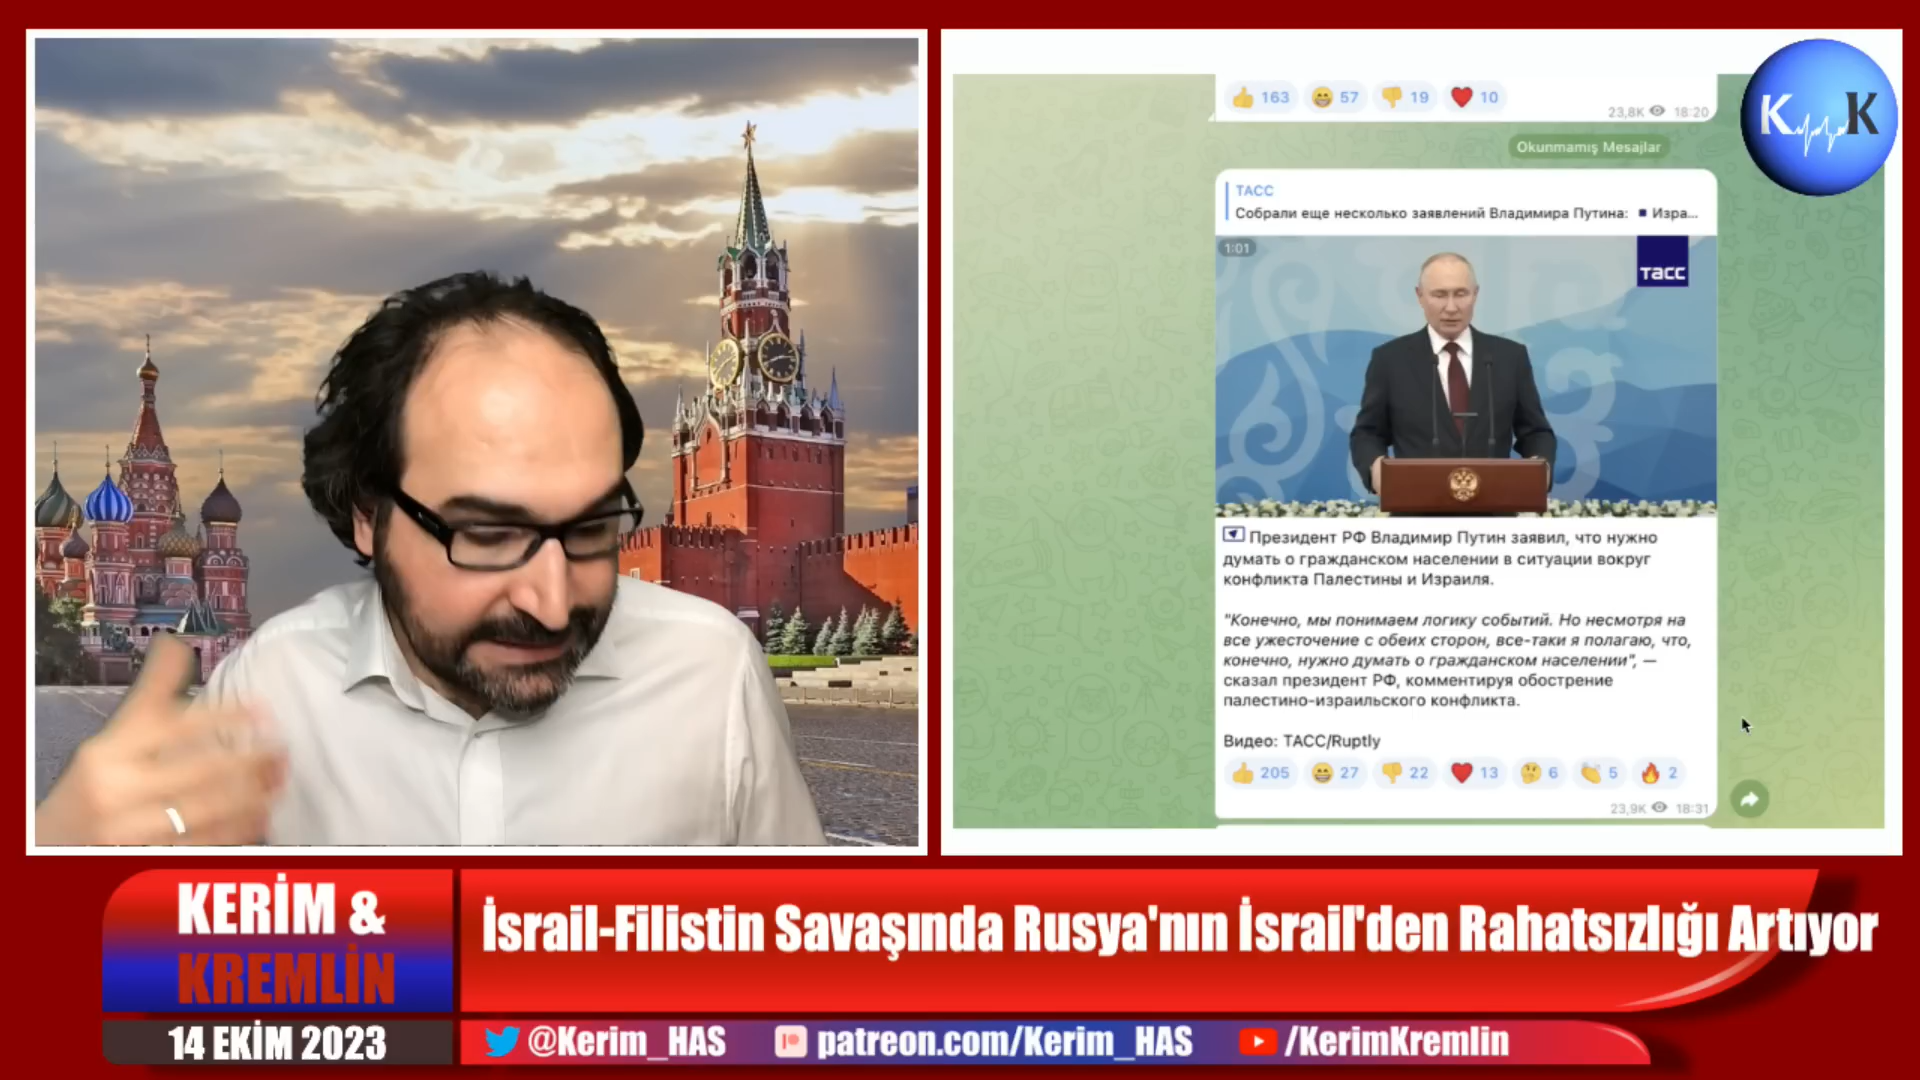 163 57 19 10
23,8K 18:20
K K
Okunmamış Mesajlar
ТАСС
Собрали еще несколько заявлений Владимира Путина: ▪ Изра...
1:01
ТАСС
Президент РФ Владимир Путин заявил, что нужно
думать о гражданском населении в ситуации вокруг
конфликта Палестины и Израиля.
"Конечно, мы понимаем логику событий. Но несмотря на
все ужесточение с обеих сторон, все-таки я полагаю, что,
конечно, нужно думать о гражданском населении", —
сказал президент РФ, комментируя обострение
палестино-израильского конфликта.
Видео: ТАСС/Ruptly
205 27 22 13 6 5 2
23,9K 18:31
KERİM &
KREMLİN
14 EKİM 2023
İsrail-Filistin Savaşında Rusya'nın İsrail'den Rahatsızlığı Artıyor
@Kerim_HAS patreon.com/Kerim_HAS /KerimKremlin